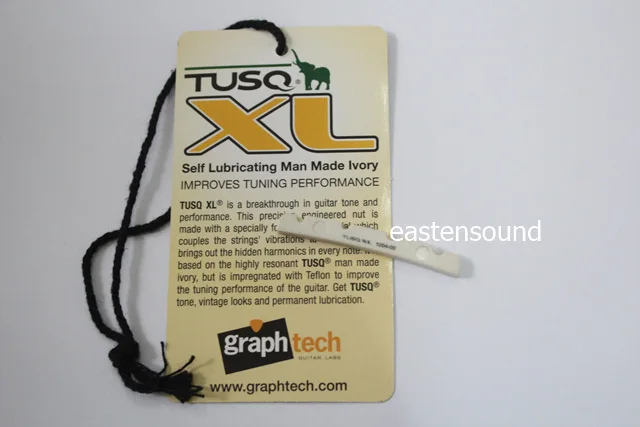 TUSQ®
XL
Self Lubricating Man Made Ivory
IMPROVES TUNING PERFORMANCE
TUSQ XL® is a breakthrough in guitar tone and
performance. This engineered nut is
made with a specially which
couples the strings' vibrations
brings out the hidden harmonics in every note.
based on the highly resonant TUSQ® man made
ivory, but is impregnated with Teflon to improve
the tuning performance of the guitar. Get TUSQ®
tone, vintage looks and permanent lubrication.
eastensound
graphtech
GUITAR LABS
www.graphtech.com